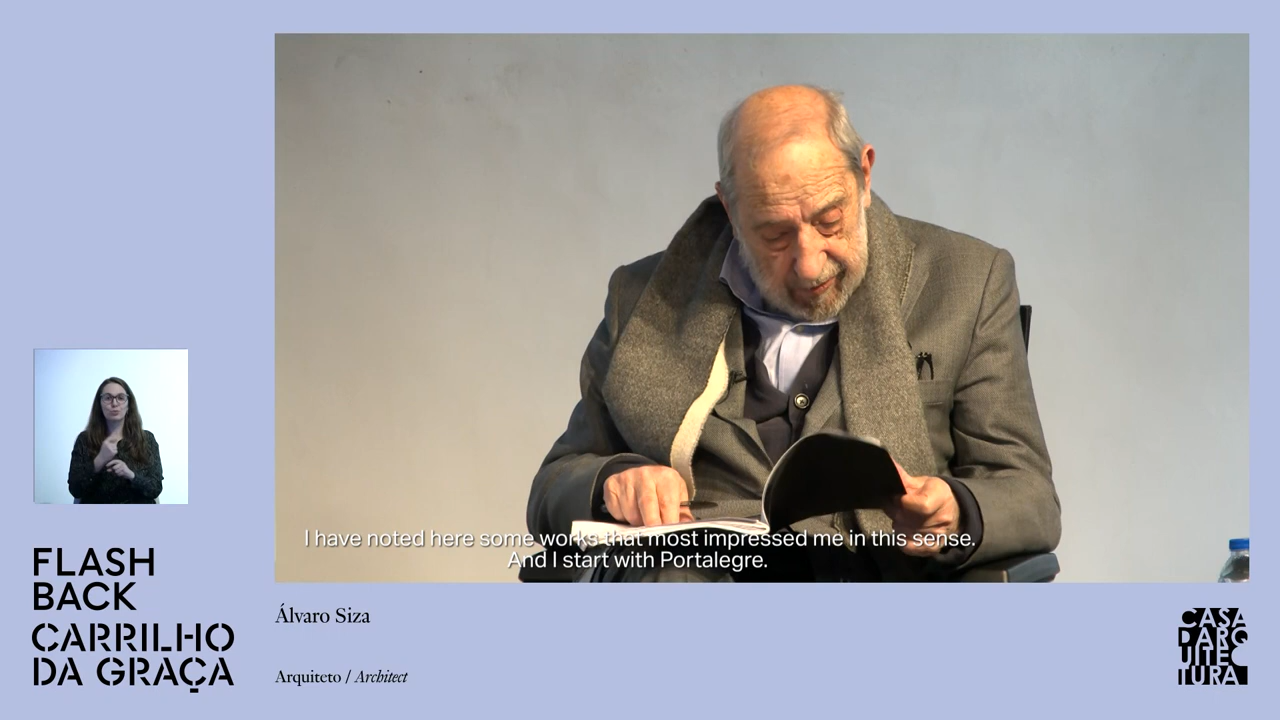 I have noted here some works that most impressed me in this sense.
And I start with Portalegre.
FLASH
BACK
CARRILHO
DA GRAÇA
Álvaro Siza
Arquiteto / Architect
CASA
DARQ
UITEC
TURA